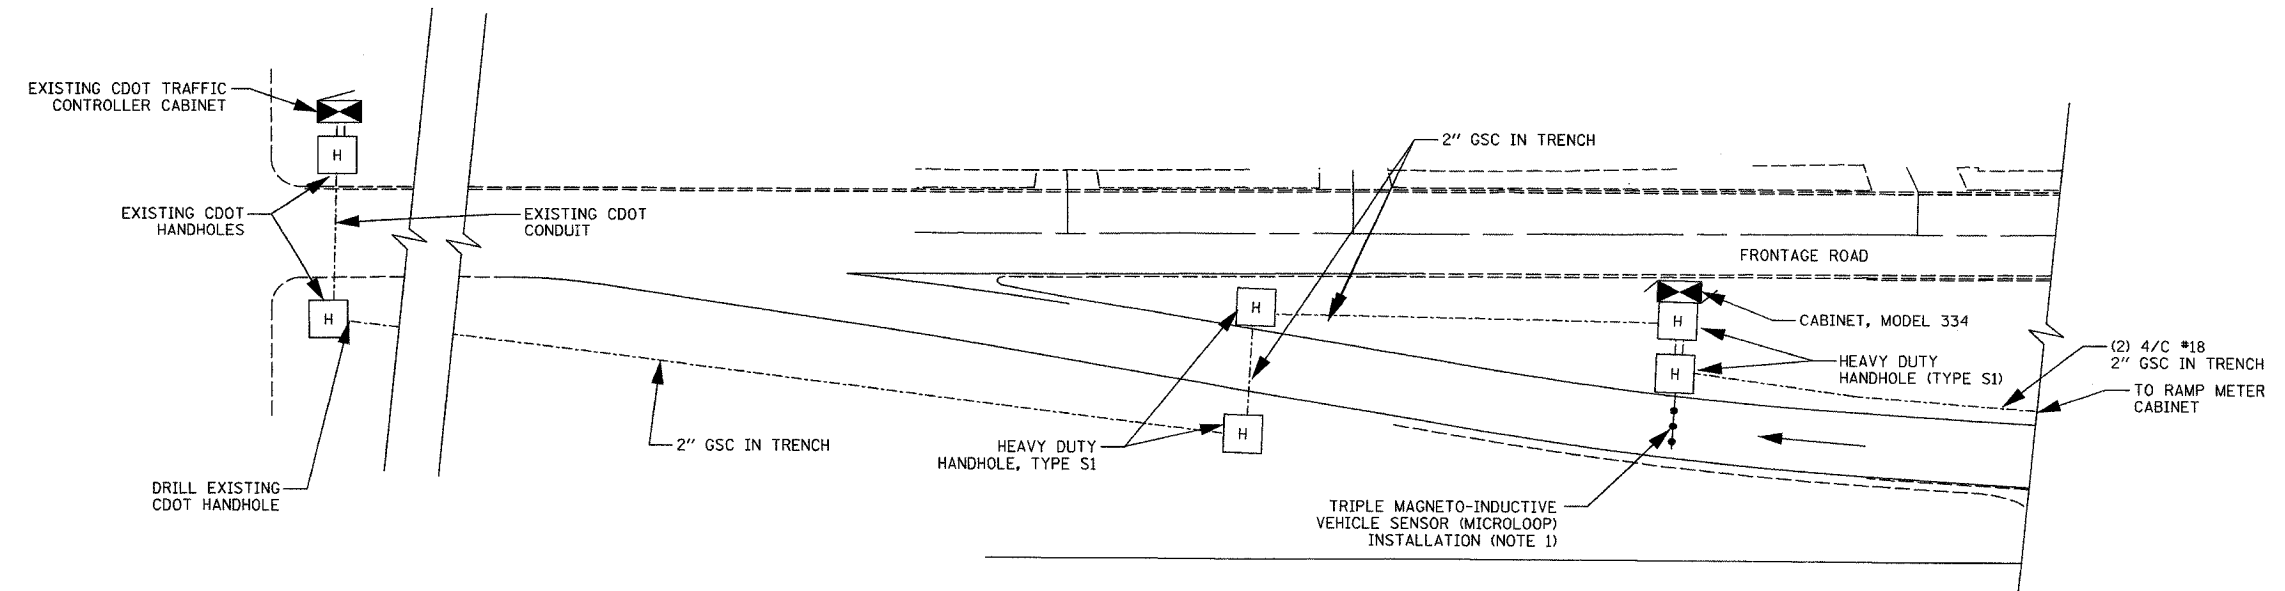 EXISTING CDOT TRAFFIC
CONTROLLER CABINET
H
2" GSC IN TRENCH
EXISTING CDOT
HANDHOLES
EXISTING CDOT
CONDUIT
FRONTAGE ROAD
H
H
H
CABINET, MODEL 334
(2) 4/C #18
2" GSC IN TRENCH
HEAVY DUTY
HANDHOLE (TYPE S1)
H
TO RAMP METER
CABINET
H
2" GSC IN TRENCH
HEAVY DUTY
HANDHOLE, TYPE S1
DRILL EXISTING
CDOT HANDHOLE
TRIPLE MAGNETO-INDUCTIVE
VEHICLE SENSOR (MICROLOOP)
INSTALLATION (NOTE 1)